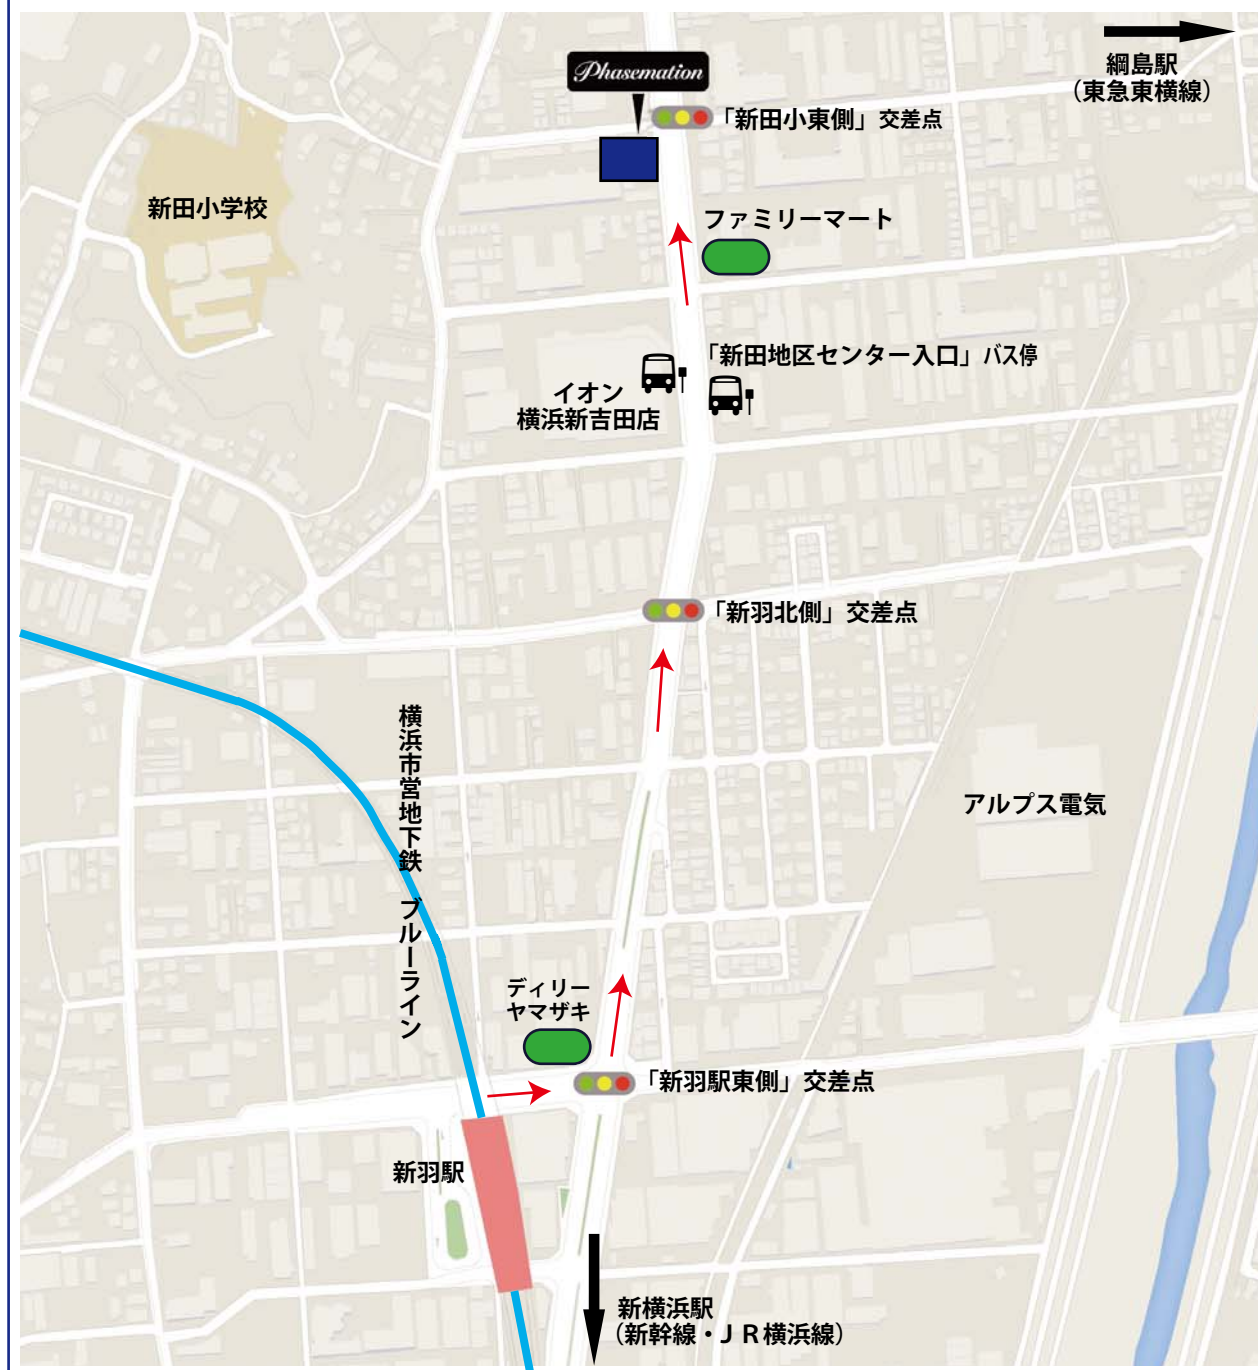 Phasemation
綱島駅
（東急東横線）
「新田小東側」交差点
新田小学校
ファミリーマート
「新田地区センター入口」バス停
イオン
横浜新吉田店
「新羽北側」交差点
横浜市営地下鉄 ブルーライン
アルプス電気
ディリー
ヤマザキ
「新羽駅東側」交差点
新羽駅
新横浜駅
（新幹線・ＪＲ横浜線）